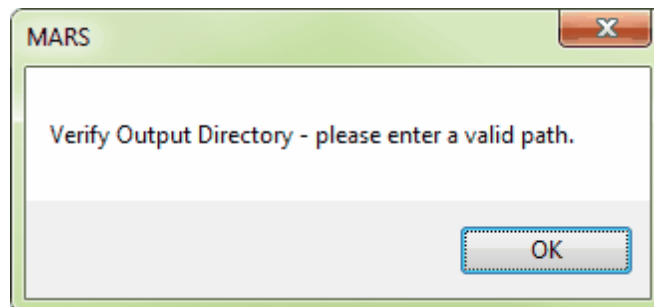 MARS
Verify Output Directory - please enter a valid path.
OK